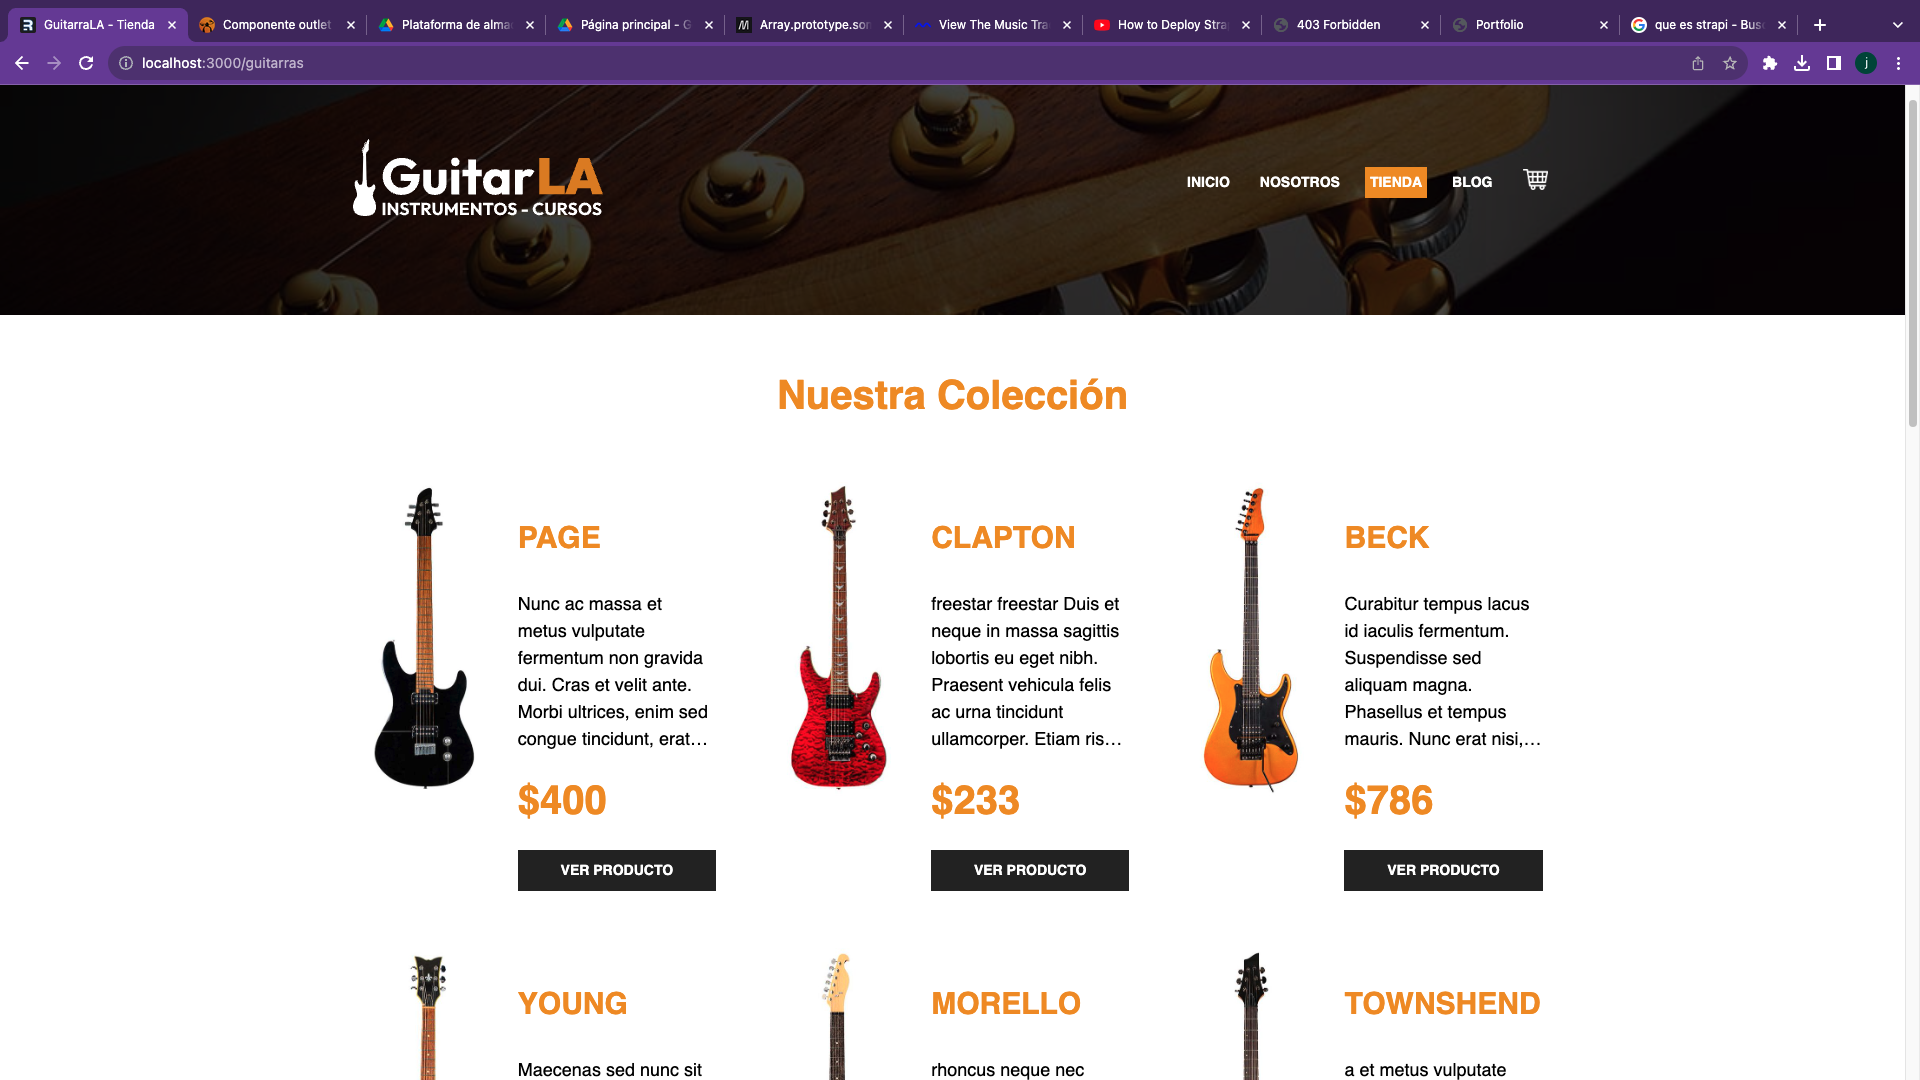 GuitarraLA - Tienda
Componente outlet
Plataforma de alma
Página principal - G
Array.prototype.som
View The Music Tra
How to Deploy Stra
403 Forbidden
Portfolio
que es strapi - Bus
localhost:3000/guitarras
j
GuitarLA
INSTRUMENTOS - CURSOS
INICIO
NOSOTROS
TIENDA
BLOG
Nuestra Colección
PAGE
Nunc ac massa et
metus vulputate
fermentum non gravida
dui. Cras et velit ante.
Morbi ultrices, enim sed
congue tincidunt, erat…
$400
VER PRODUCTO
CLAPTON
freestar freestar Duis et
neque in massa sagittis
lobortis eu eget nibh.
Praesent vehicula felis
ac urna tincidunt
ullamcorper. Etiam ris…
$233
VER PRODUCTO
BECK
Curabitur tempus lacus
id iaculis fermentum.
Suspendisse sed
aliquam magna.
Phasellus et tempus
mauris. Nunc erat nisi,…
$786
VER PRODUCTO
YOUNG
Maecenas sed nunc sit
MORELLO
rhoncus neque nec
TOWNSHEND
a et metus vulputate